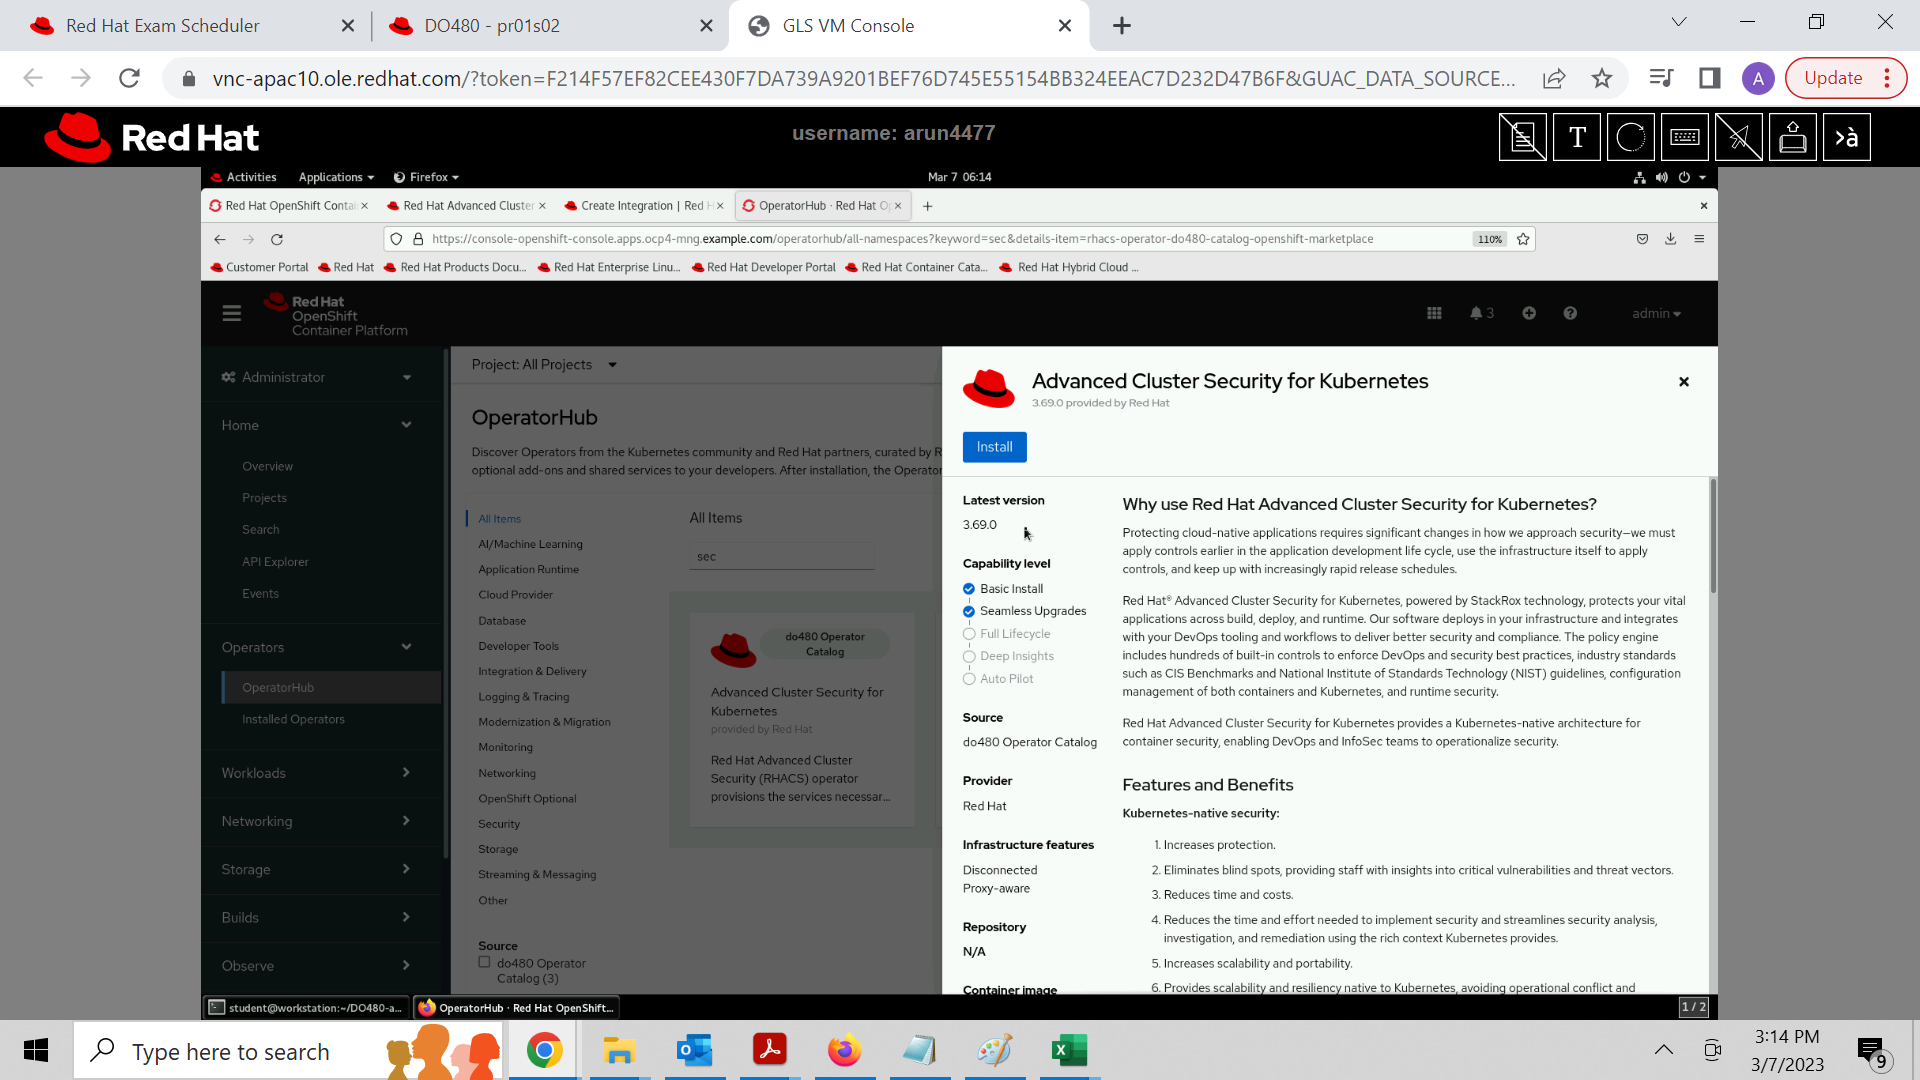 Red Hat Exam Scheduler
DO480 - pr01s02
GLS VM Console
vnc-apac10.ole.redhat.com/?token=F214F57EF82CEE430F7DA739A9201BEF76D745E55154BB324EEAC7D232D47B6F&GUAC_DATA_SOURCE...
A
Update
Red Hat
username: arun4477
T
›à
Activities
Applications
Firefox
Mar 7 06:14
Red Hat OpenShift Contai
Red Hat Advanced Cluster
Create Integration | Red H
OperatorHub · Red Hat O
https://console-openshift-console.apps.ocp4-mng.example.com/operatorhub/all-namespaces?keyword=sec&details-item=rhacs-operator-do480-catalog-openshift-marketplace
110%
Customer Portal
Red Hat
Red Hat Products Docu...
Red Hat Enterprise Linu...
Red Hat Developer Portal
Red Hat Container Cata...
Red Hat Hybrid Cloud ...
Red Hat
OpenShift
Container Platform
3
admin
Administrator
Home
Overview
Projects
Search
API Explorer
Events
Operators
OperatorHub
Installed Operators
Workloads
Networking
Storage
Builds
Observe
Project: All Projects
OperatorHub
Discover Operators from the Kubernetes community and Red Hat partners, curated by R
optional add-ons and shared services to your developers. After installation, the Operator
All Items
AI/Machine Learning
Application Runtime
Cloud Provider
Database
Developer Tools
Integration & Delivery
Logging & Tracing
Modernization & Migration
Monitoring
Networking
OpenShift Optional
Security
Storage
Streaming & Messaging
Other
Source
do480 Operator
Catalog (3)
All Items
sec
do480 Operator
Catalog
Advanced Cluster Security for
Kubernetes
provided by Red Hat
Red Hat Advanced Cluster
Security (RHACS) operator
provisions the services necessar...
Advanced Cluster Security for Kubernetes
3.69.0 provided by Red Hat
Install
Latest version
3.69.0
Capability level
Basic Install
Seamless Upgrades
Full Lifecycle
Deep Insights
Auto Pilot
Source
do480 Operator Catalog
Provider
Red Hat
Infrastructure features
Disconnected
Proxy-aware
Repository
N/A
Container image
Why use Red Hat Advanced Cluster Security for Kubernetes?
Protecting cloud-native applications requires significant changes in how we approach security—we must
apply controls earlier in the application development life cycle, use the infrastructure itself to apply
controls, and keep up with increasingly rapid release schedules.
Red Hat® Advanced Cluster Security for Kubernetes, powered by StackRox technology, protects your vital
applications across build, deploy, and runtime. Our software deploys in your infrastructure and integrates
with your DevOps tooling and workflows to deliver better security and compliance. The policy engine
includes hundreds of built-in controls to enforce DevOps and security best practices, industry standards
such as CIS Benchmarks and National Institute of Standards Technology (NIST) guidelines, configuration
management of both containers and Kubernetes, and runtime security.
Red Hat Advanced Cluster Security for Kubernetes provides a Kubernetes-native architecture for
container security, enabling DevOps and InfoSec teams to operationalize security.
Features and Benefits
Kubernetes-native security:
1. Increases protection.
2. Eliminates blind spots, providing staff with insights into critical vulnerabilities and threat vectors.
3. Reduces time and costs.
4. Reduces the time and effort needed to implement security and streamlines security analysis,
investigation, and remediation using the rich context Kubernetes provides.
5. Increases scalability and portability.
6. Provides scalability and resiliency native to Kubernetes, avoiding operational conflict and
student@workstation:~/DO480-a...
OperatorHub · Red Hat OpenShift...
1 / 2
Type here to search
3:14 PM
3/7/2023
9